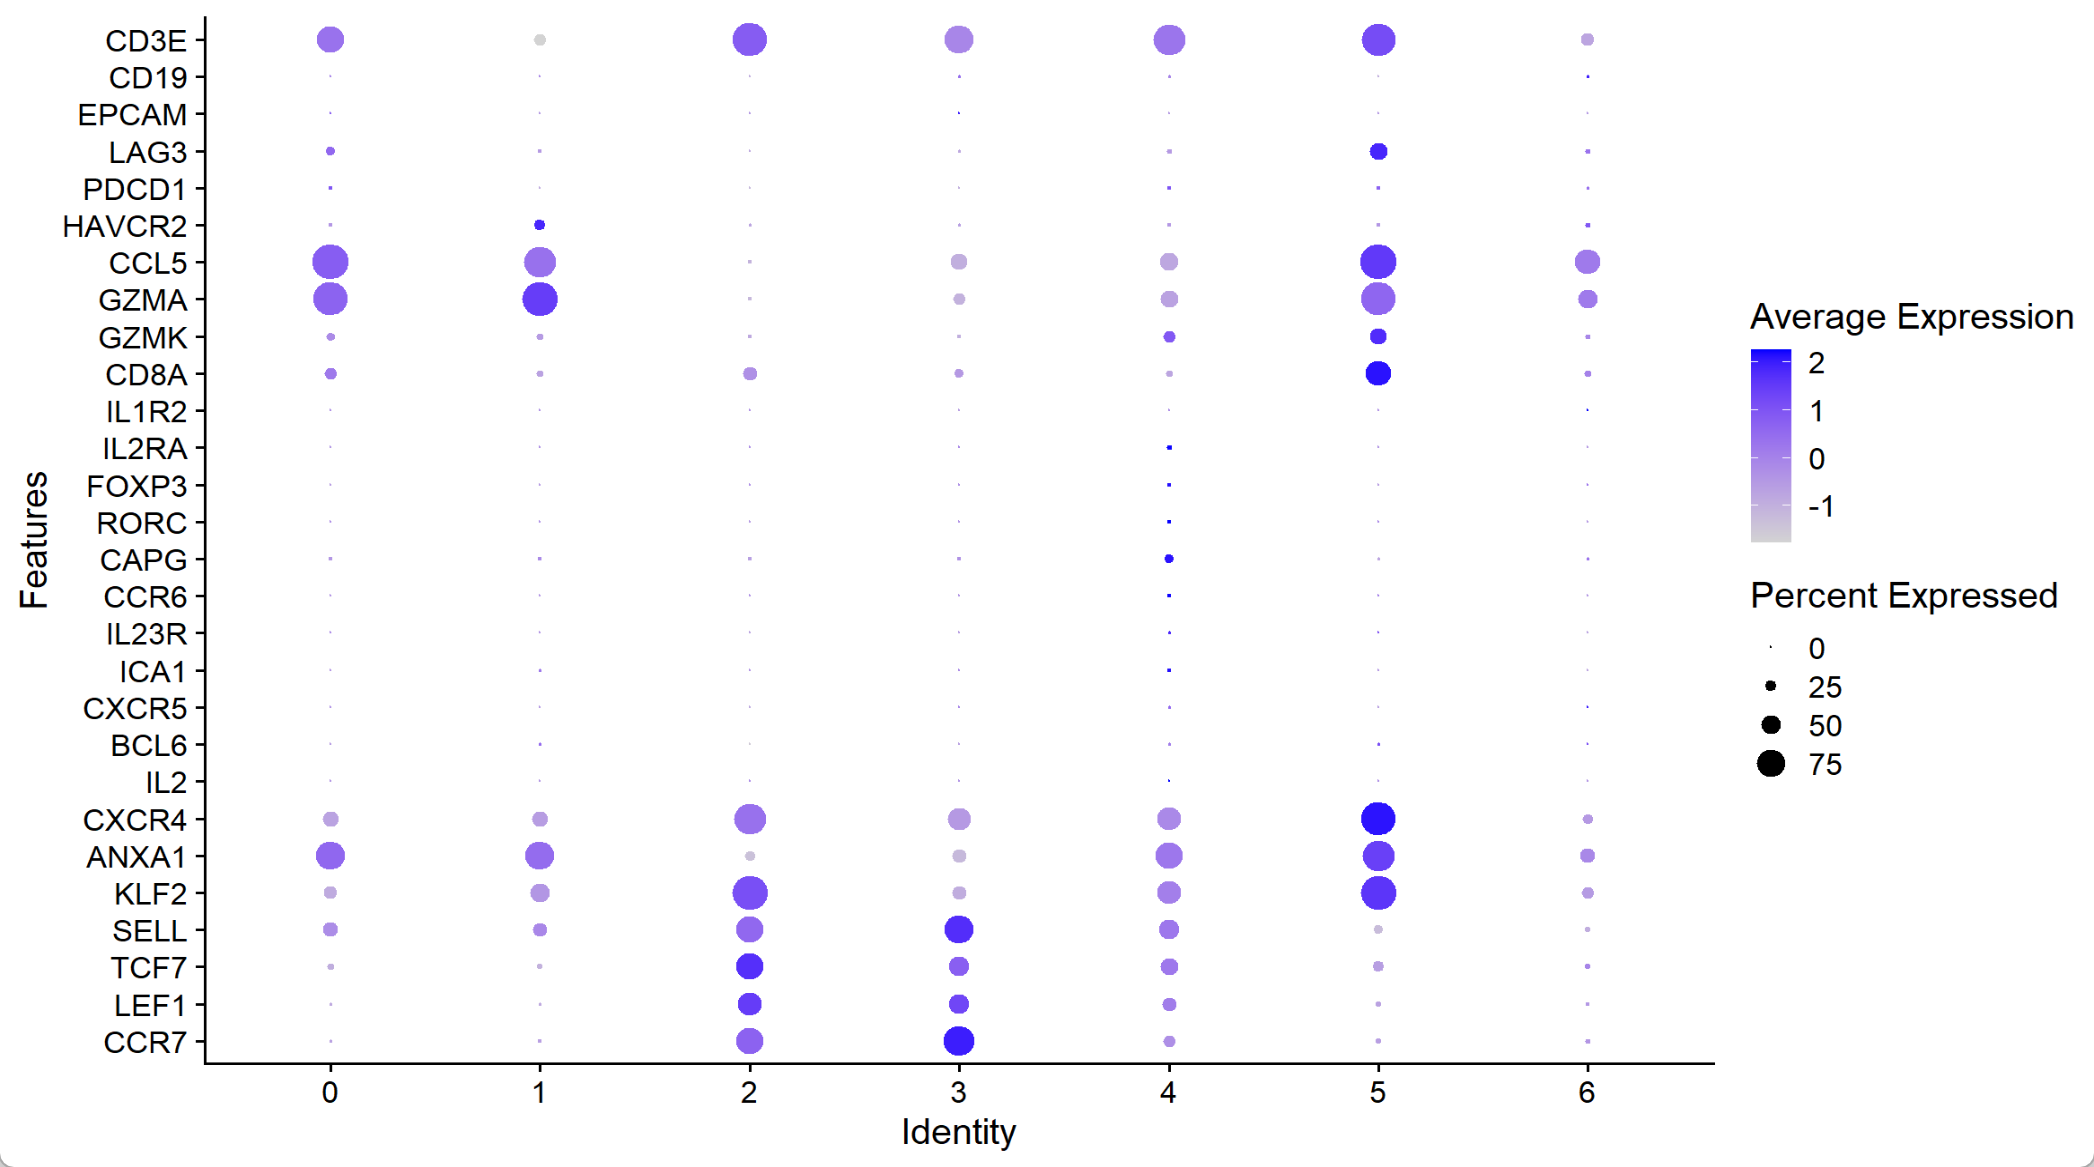 CD3E
CD19
EPCAM
LAG3
PDCD1
HAVCR2
CCL5
GZMA
GZMK
CD8A
IL1R2
IL2RA
FOXP3
RORC
CAPG
CCR6
IL23R
ICA1
CXCR5
BCL6
IL2
CXCR4
ANXA1
KLF2
SELL
TCF7
LEF1
CCR7
Features
0 1 2 3 4 5 6
Identity
Average Expression
2
1
0
-1
Percent Expressed
0
25
50
75